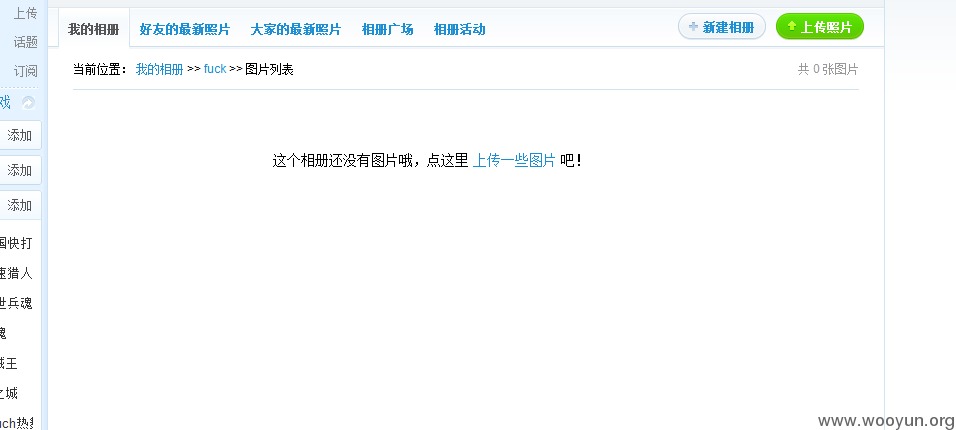 上传
话题
订阅
戏
添加
添加
添加
国快打
速猎人
世兵魂
魂
城王
之城
uch热
我的相册 好友的最新照片 大家的最新照片 相册广场 相册活动 新建相册 上传照片
当前位置: 我的相册 >> fuck >> 图片列表 共 0 张图片
这个相册还没有图片哦，点这里 上传一些图片 吧！
www.wooyun.org